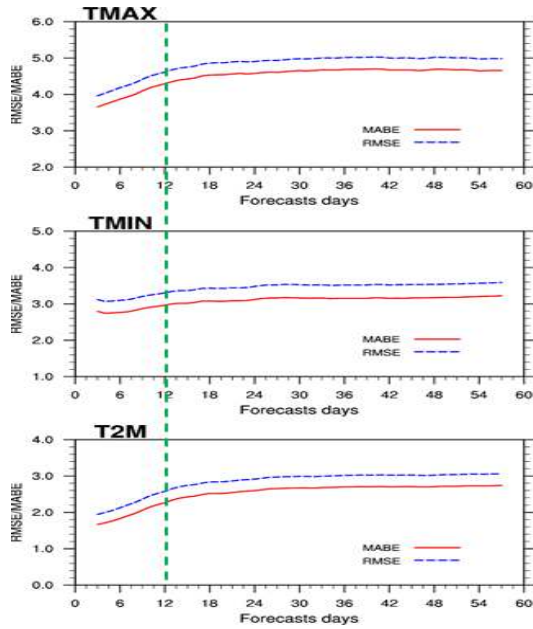 TMAX
6.0
5.0
4.0
3.0
2.0
RMSE/MABE
MABE
RMSE
0 6 12 18 24 30 36 42 48 54 60
Forecasts days
TMIN
5.0
4.0
3.0
2.0
1.0
RMSE/MABE
MABE
RMSE
0 6 12 18 24 30 36 42 48 54 60
Forecasts days
T2M
4.0
3.0
2.0
1.0
0.0
RMSE/MABE
MABE
RMSE
0 6 12 18 24 30 36 42 48 54 60
Forecasts days